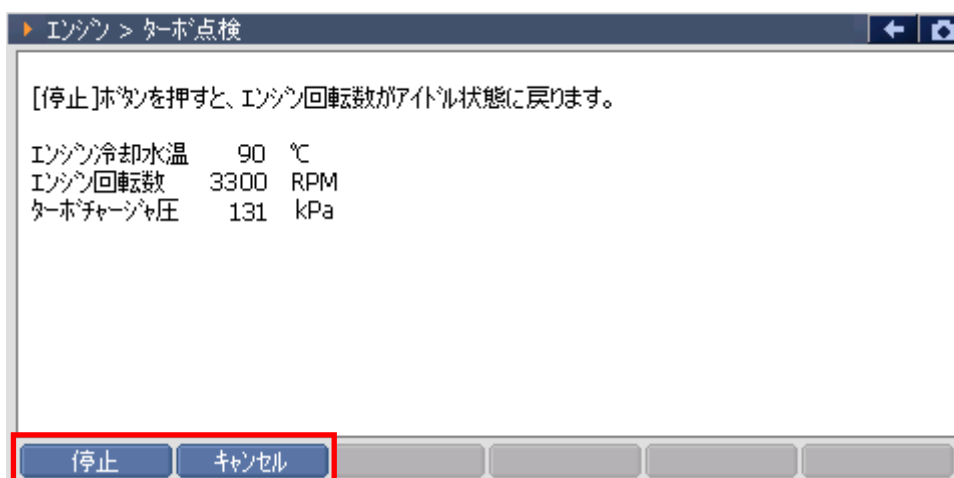 エンジン > ターボ点検
[停止]ボタンを押すと、エンジン回転数がアイドル状態に戻ります。
エンジン冷却水温 90 ℃
エンジン回転数 3300 RPM
ターボチャージャ圧 131 kPa
停止 キャンセル